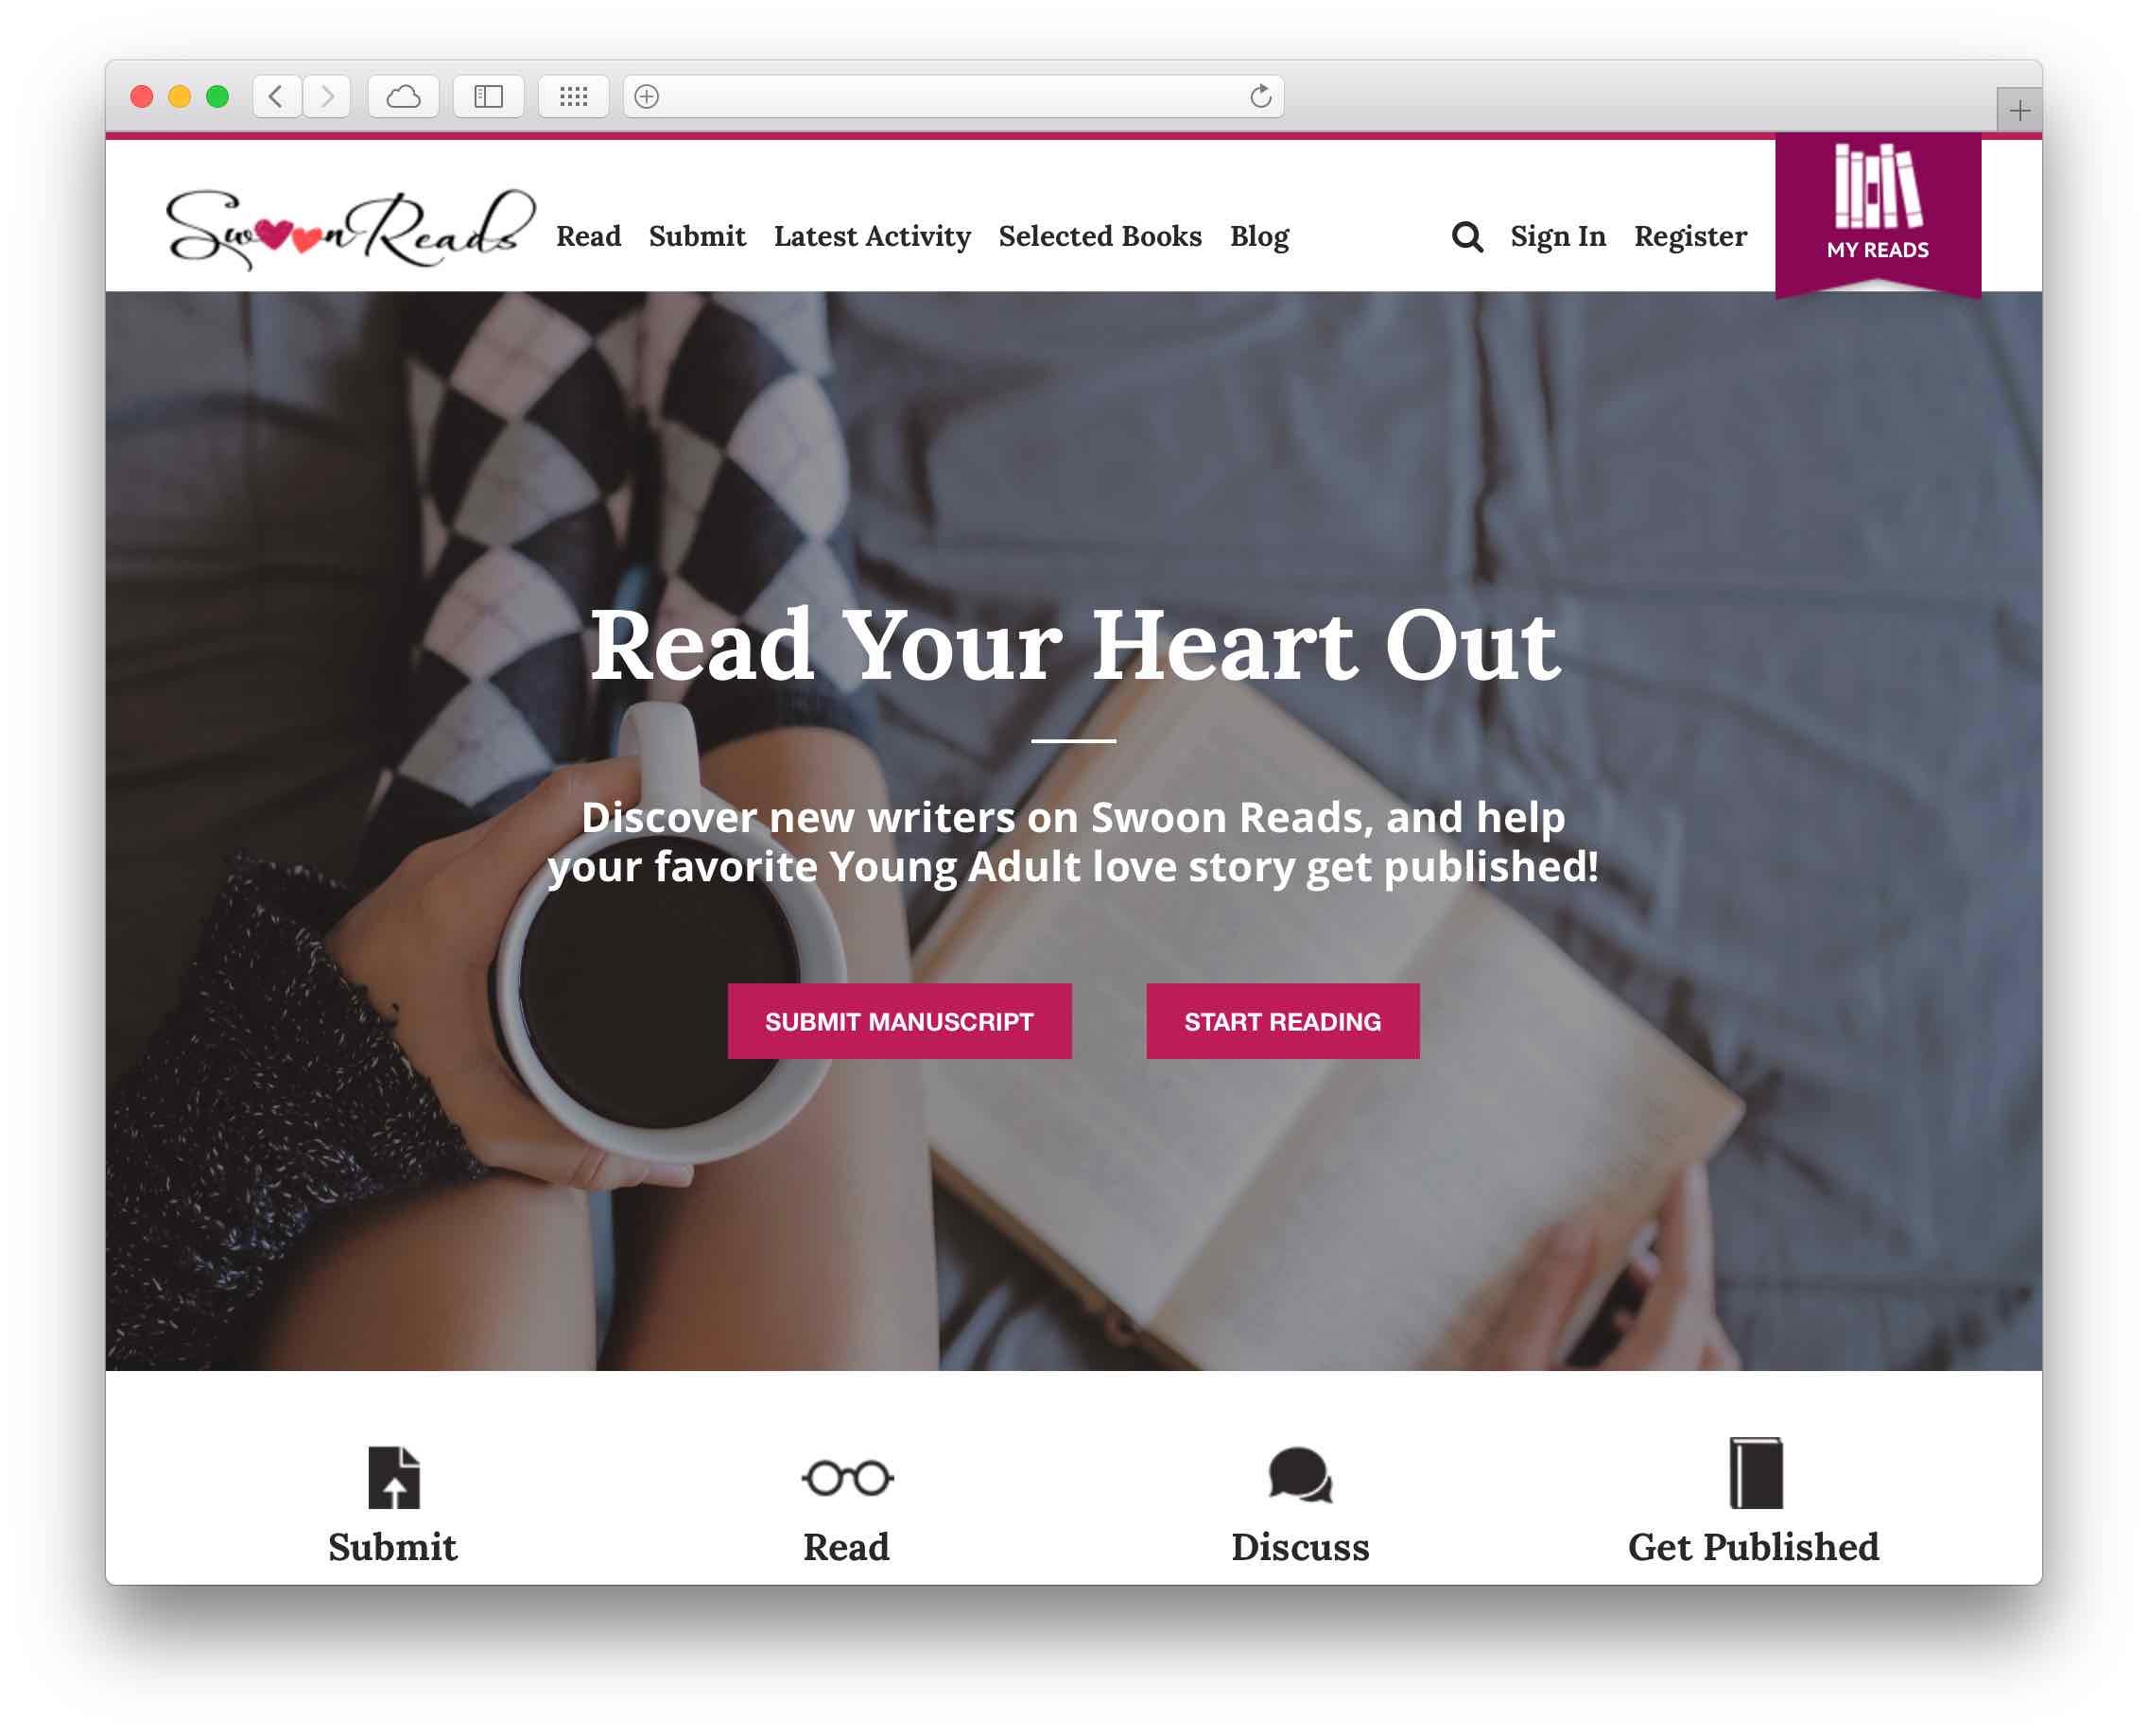 Swoon Reads
Read Submit Latest Activity Selected Books Blog
Sign In Register
MY READS
Read Your Heart Out
Discover new writers on Swoon Reads, and help
your favorite Young Adult love story get published!
SUBMIT MANUSCRIPT
START READING
Submit
Read
Discuss
Get Published